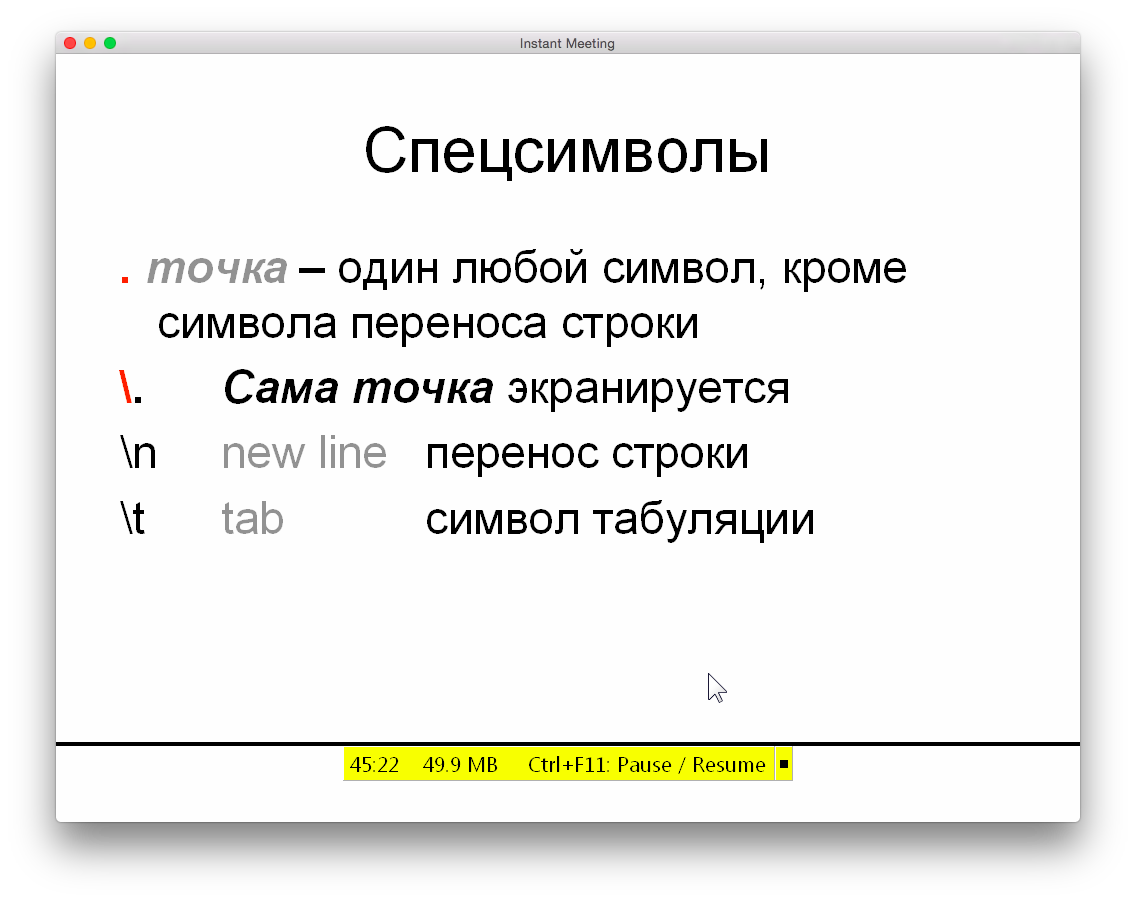 Instant Meeting
Спецсимволы
. точка – один любой символ, кроме
символа переноса строки
\. Сама точка экранируется
\n new line перенос строки
\t tab символ табуляции
45:22 49.9 MB Ctrl+F11: Pause / Resume